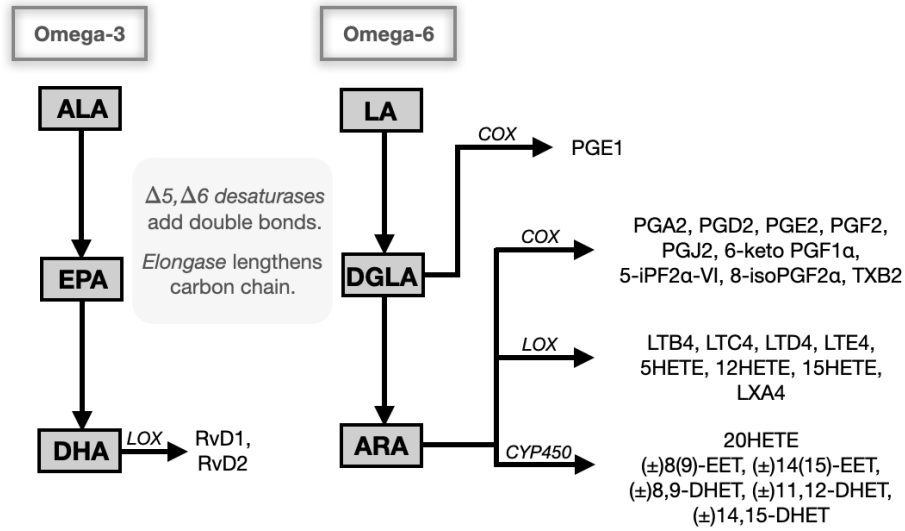 Omega-3
Omega-6
ALA
LA
COX
PGE1
Δ5,Δ6 desaturases
add double bonds.
Elongase lengthens
carbon chain.
EPA
DGLA
COX
PGA2, PGD2, PGE2, PGF2,
PGJ2, 6-keto PGF1α,
5-iPF2α-VI, 8-isoPGF2α, TXB2
LOX
LTB4, LTC4, LTD4, LTE4,
5HETE, 12HETE, 15HETE,
LXA4
DHA
LOX
RvD1,
RvD2
ARA
CYP450
20HETE
(±)8(9)-EET, (±)14(15)-EET,
(±)8,9-DHET, (±)11,12-DHET,
(±)14,15-DHET